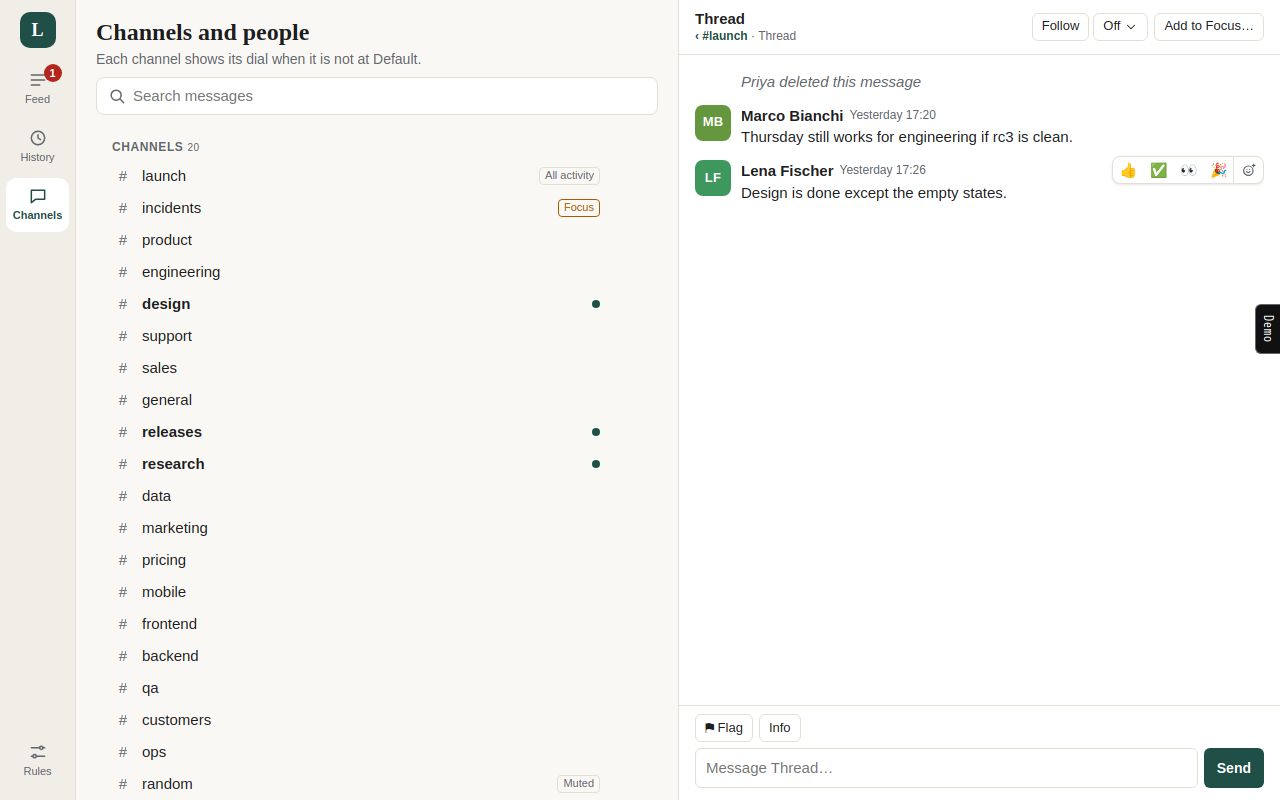 L
1
Feed
History
Channels
Rules
Channels and people
Each channel shows its dial when it is not at Default.
Search messages
CHANNELS 20
# launch All activity
# incidents Focus
# product
# engineering
# design
# support
# sales
# general
# releases
# research
# data
# marketing
# pricing
# mobile
# frontend
# backend
# qa
# customers
# ops
# random Muted
Thread
‹ #launch · Thread
Follow Off Add to Focus…
Priya deleted this message
MB Marco Bianchi Yesterday 17:20
Thursday still works for engineering if rc3 is clean.
LF Lena Fischer Yesterday 17:26
Design is done except the empty states.
Demo
Flag Info
Message Thread… Send